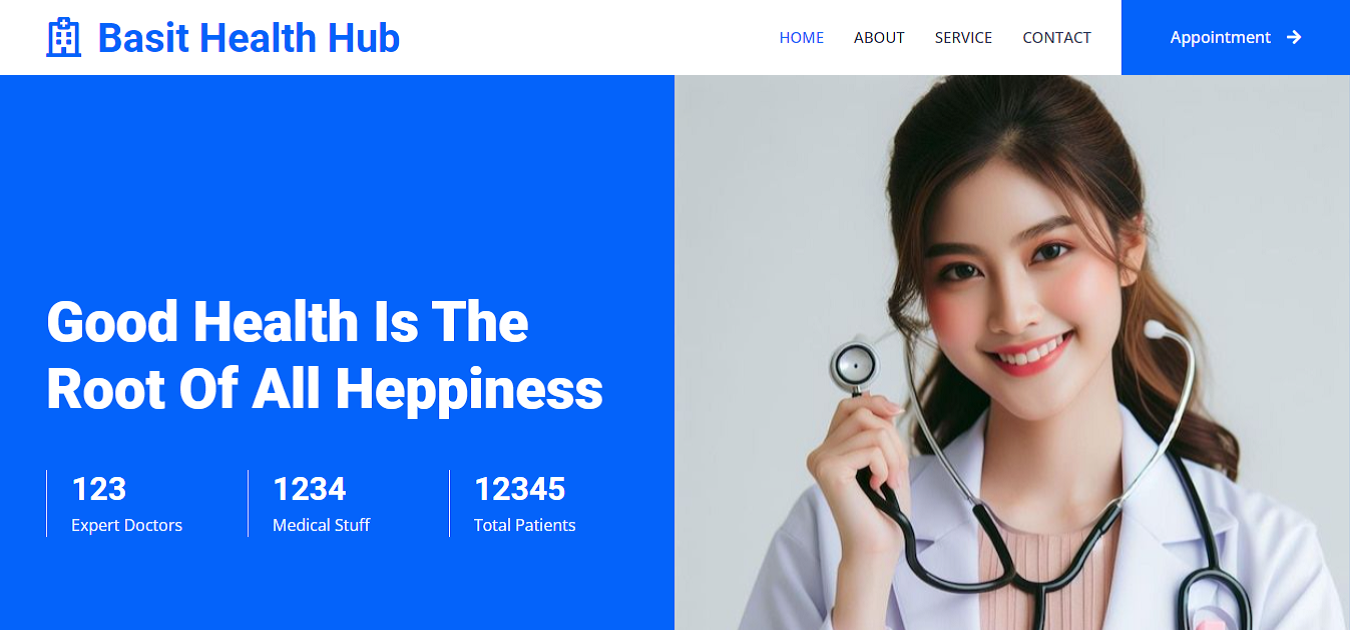 Basit Health Hub
HOME ABOUT SERVICE CONTACT Appointment
Good Health Is The
Root Of All Heppiness
123 1234 12345
Expert Doctors Medical Stuff Total Patients